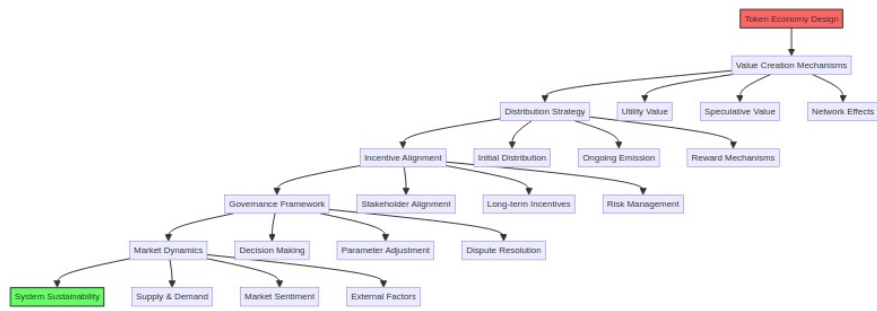 Token Economy Design
Value Creation Mechanisms
Distribution Strategy
Utility Value
Speculative Value
Network Effects
Incentive Alignment
Initial Distribution
Ongoing Emission
Reward Mechanisms
Governance Framework
Stakeholder Alignment
Long-term Incentives
Risk Management
Market Dynamics
Decision Making
Parameter Adjustment
Dispute Resolution
System Sustainability
Supply & Demand
Market Sentiment
External Factors